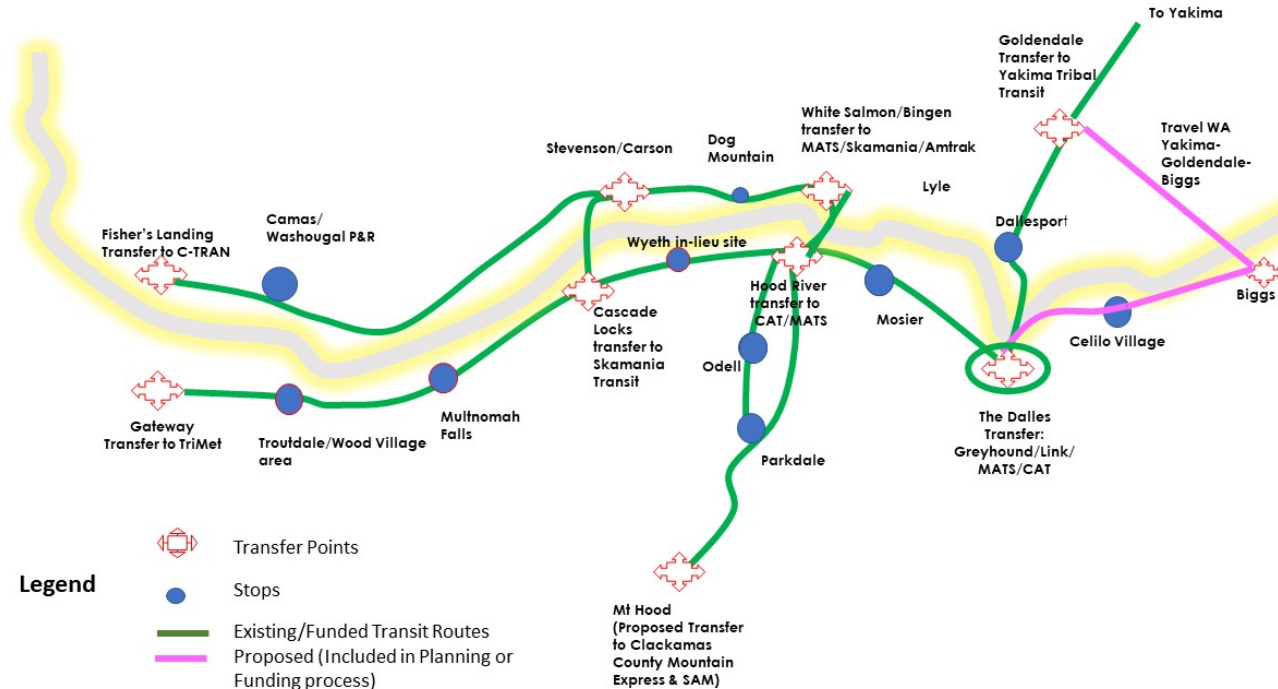 To Yakima
Goldendale
Transfer to
Yakima Tribal
Transit
White Salmon/Bingen
transfer to
MATS/Skamania/Amtrak
Travel WA
Yakima-
Goldendale-
Biggs
Dog
Mountain
Stevenson/Carson
Lyle
Camas/
Washougal P&R
Dallesport
Fisher's Landing
Transfer to C-TRAN
Wyeth in-lieu site
Hood River
transfer to
CAT/MATS
Biggs
Cascade
Locks
transfer to
Skamania
Transit
Mosier
Celilo Village
Odell
Multnomah
Falls
Gateway
Transfer to TriMet
Troutdale/Wood Village
area
The Dalles
Transfer:
Greyhound/Link/
MATS/CAT
Parkdale
Legend
Transfer Points
Stops
Existing/Funded Transit Routes
Proposed (Included in Planning or
Funding process)
Mt Hood
(Proposed Transfer
to Clackamas
County Mountain
Express & SAM)